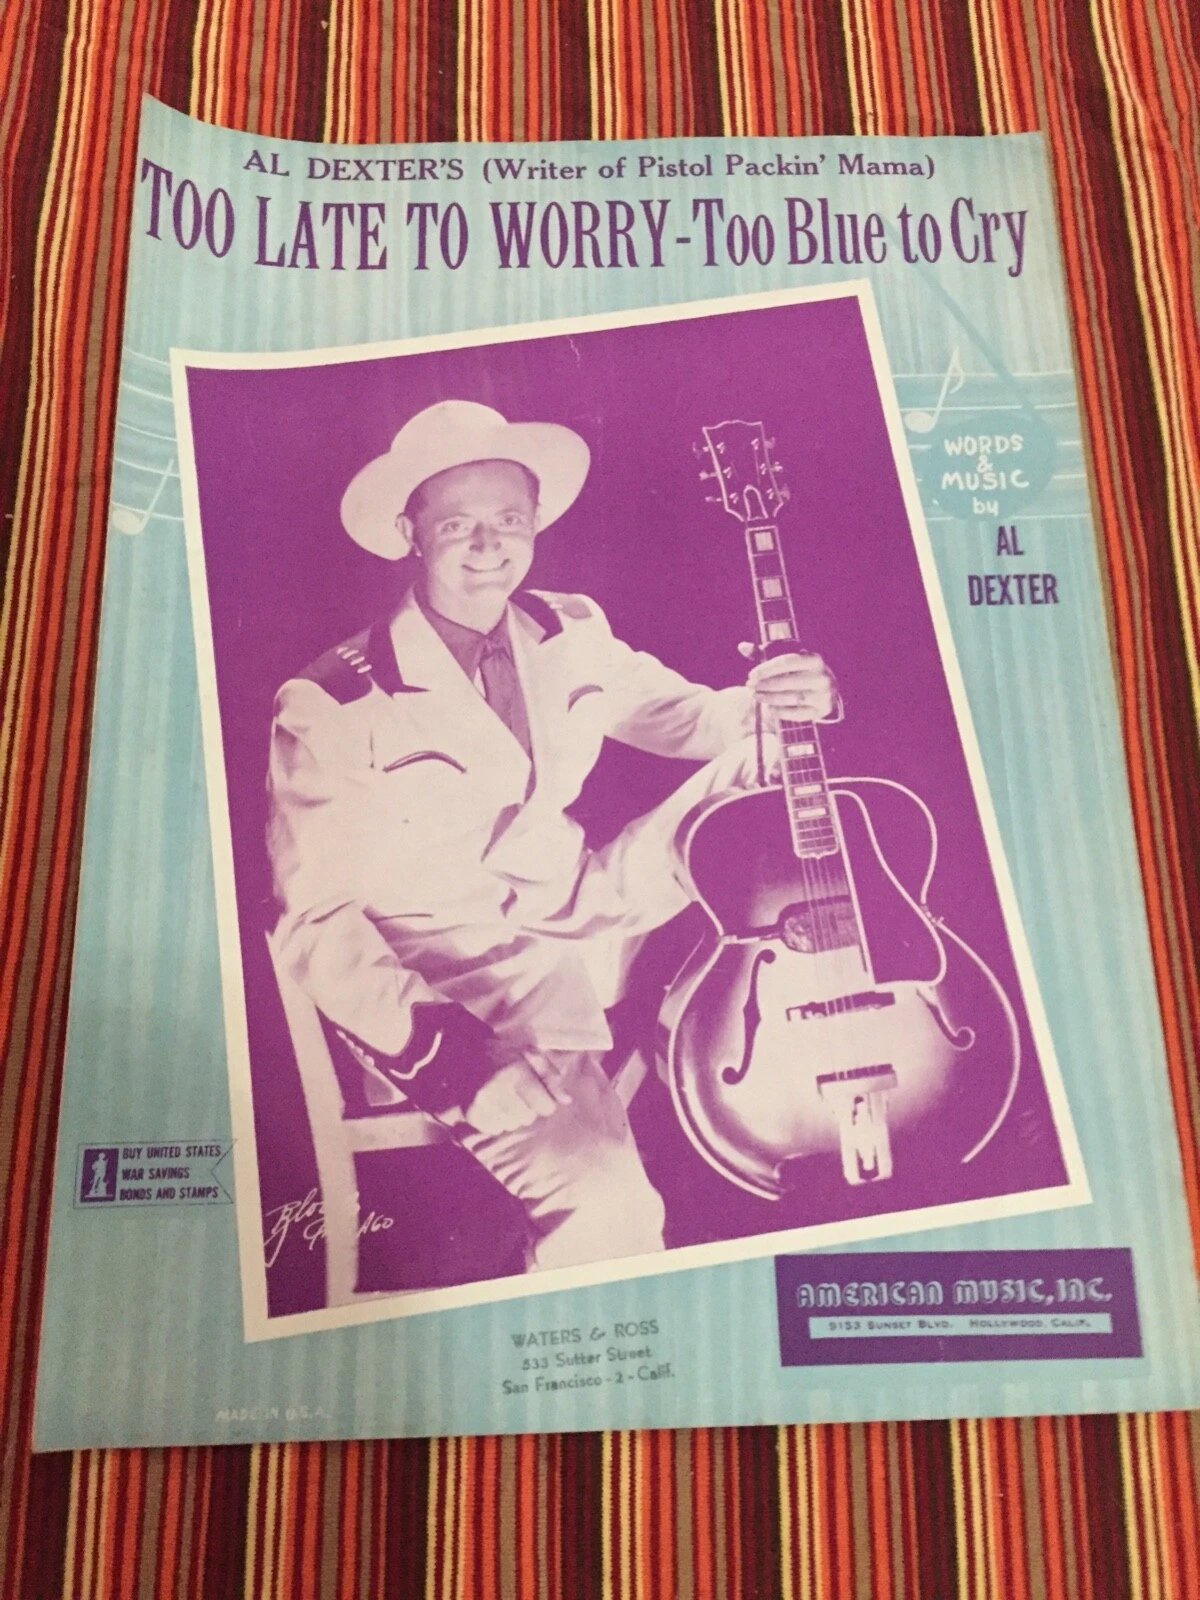 AL DEXTER'S (Writer of Pistol Packin' Mama)
TOO LATE TO WORRY-Too Blue to Cry
WORDS
&
MUSIC
by
AL
DEXTER
BUY UNITED STATES
WAR SAVINGS
BONDS AND STAMPS
AMERICAN MUSIC, INC.
9153 SUNSET BLVD. HOLLYWOOD, CALIF.
WATERS & ROSS
533 Sutter Street
San Francisco - 2 - Calif.
MADE IN U.S.A.